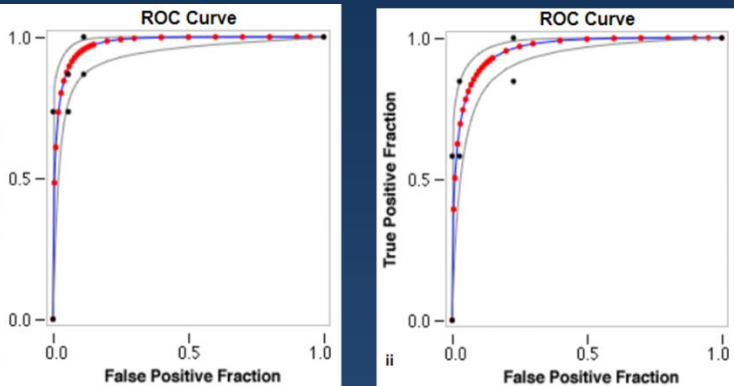 ROC Curve
1.0
0.5
0.0
0.0 0.5 1.0
False Positive Fraction
ROC Curve
True Positive Fraction
1.0
0.5
0.0
0.0 0.5 1.0
ii
False Positive Fraction